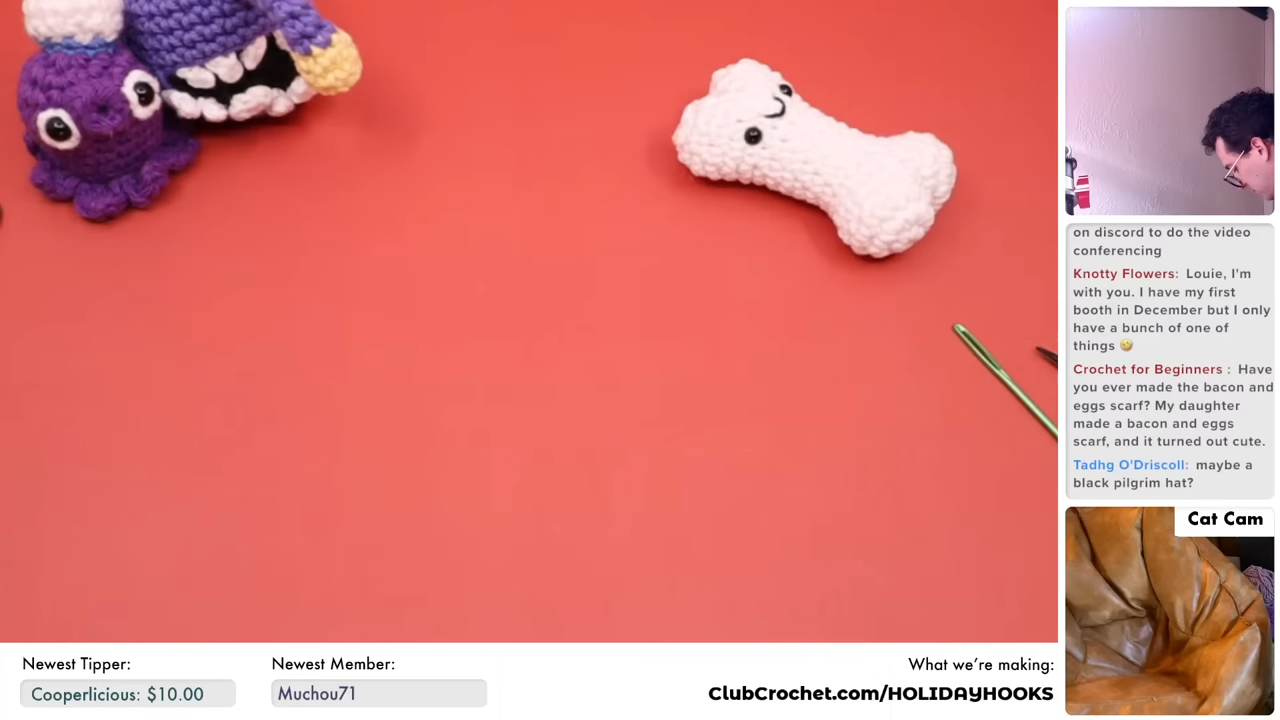 on discord to do the video
conferencing
Knotty Flowers: Louie, I'm
with you. I have my first
booth in December but I only
have a bunch of one of
things 🤣
Crochet for Beginners : Have
you ever made the bacon and
eggs scarf? My daughter
made a bacon and eggs
scarf, and it turned out cute.
Tadhg O'Driscoll: maybe a
black pilgrim hat?
Cat Cam
Newest Tipper:
Cooperlicious: $10.00
Newest Member:
Muchou71
What we're making:
ClubCrochet.com/HOLIDAYHOOKS